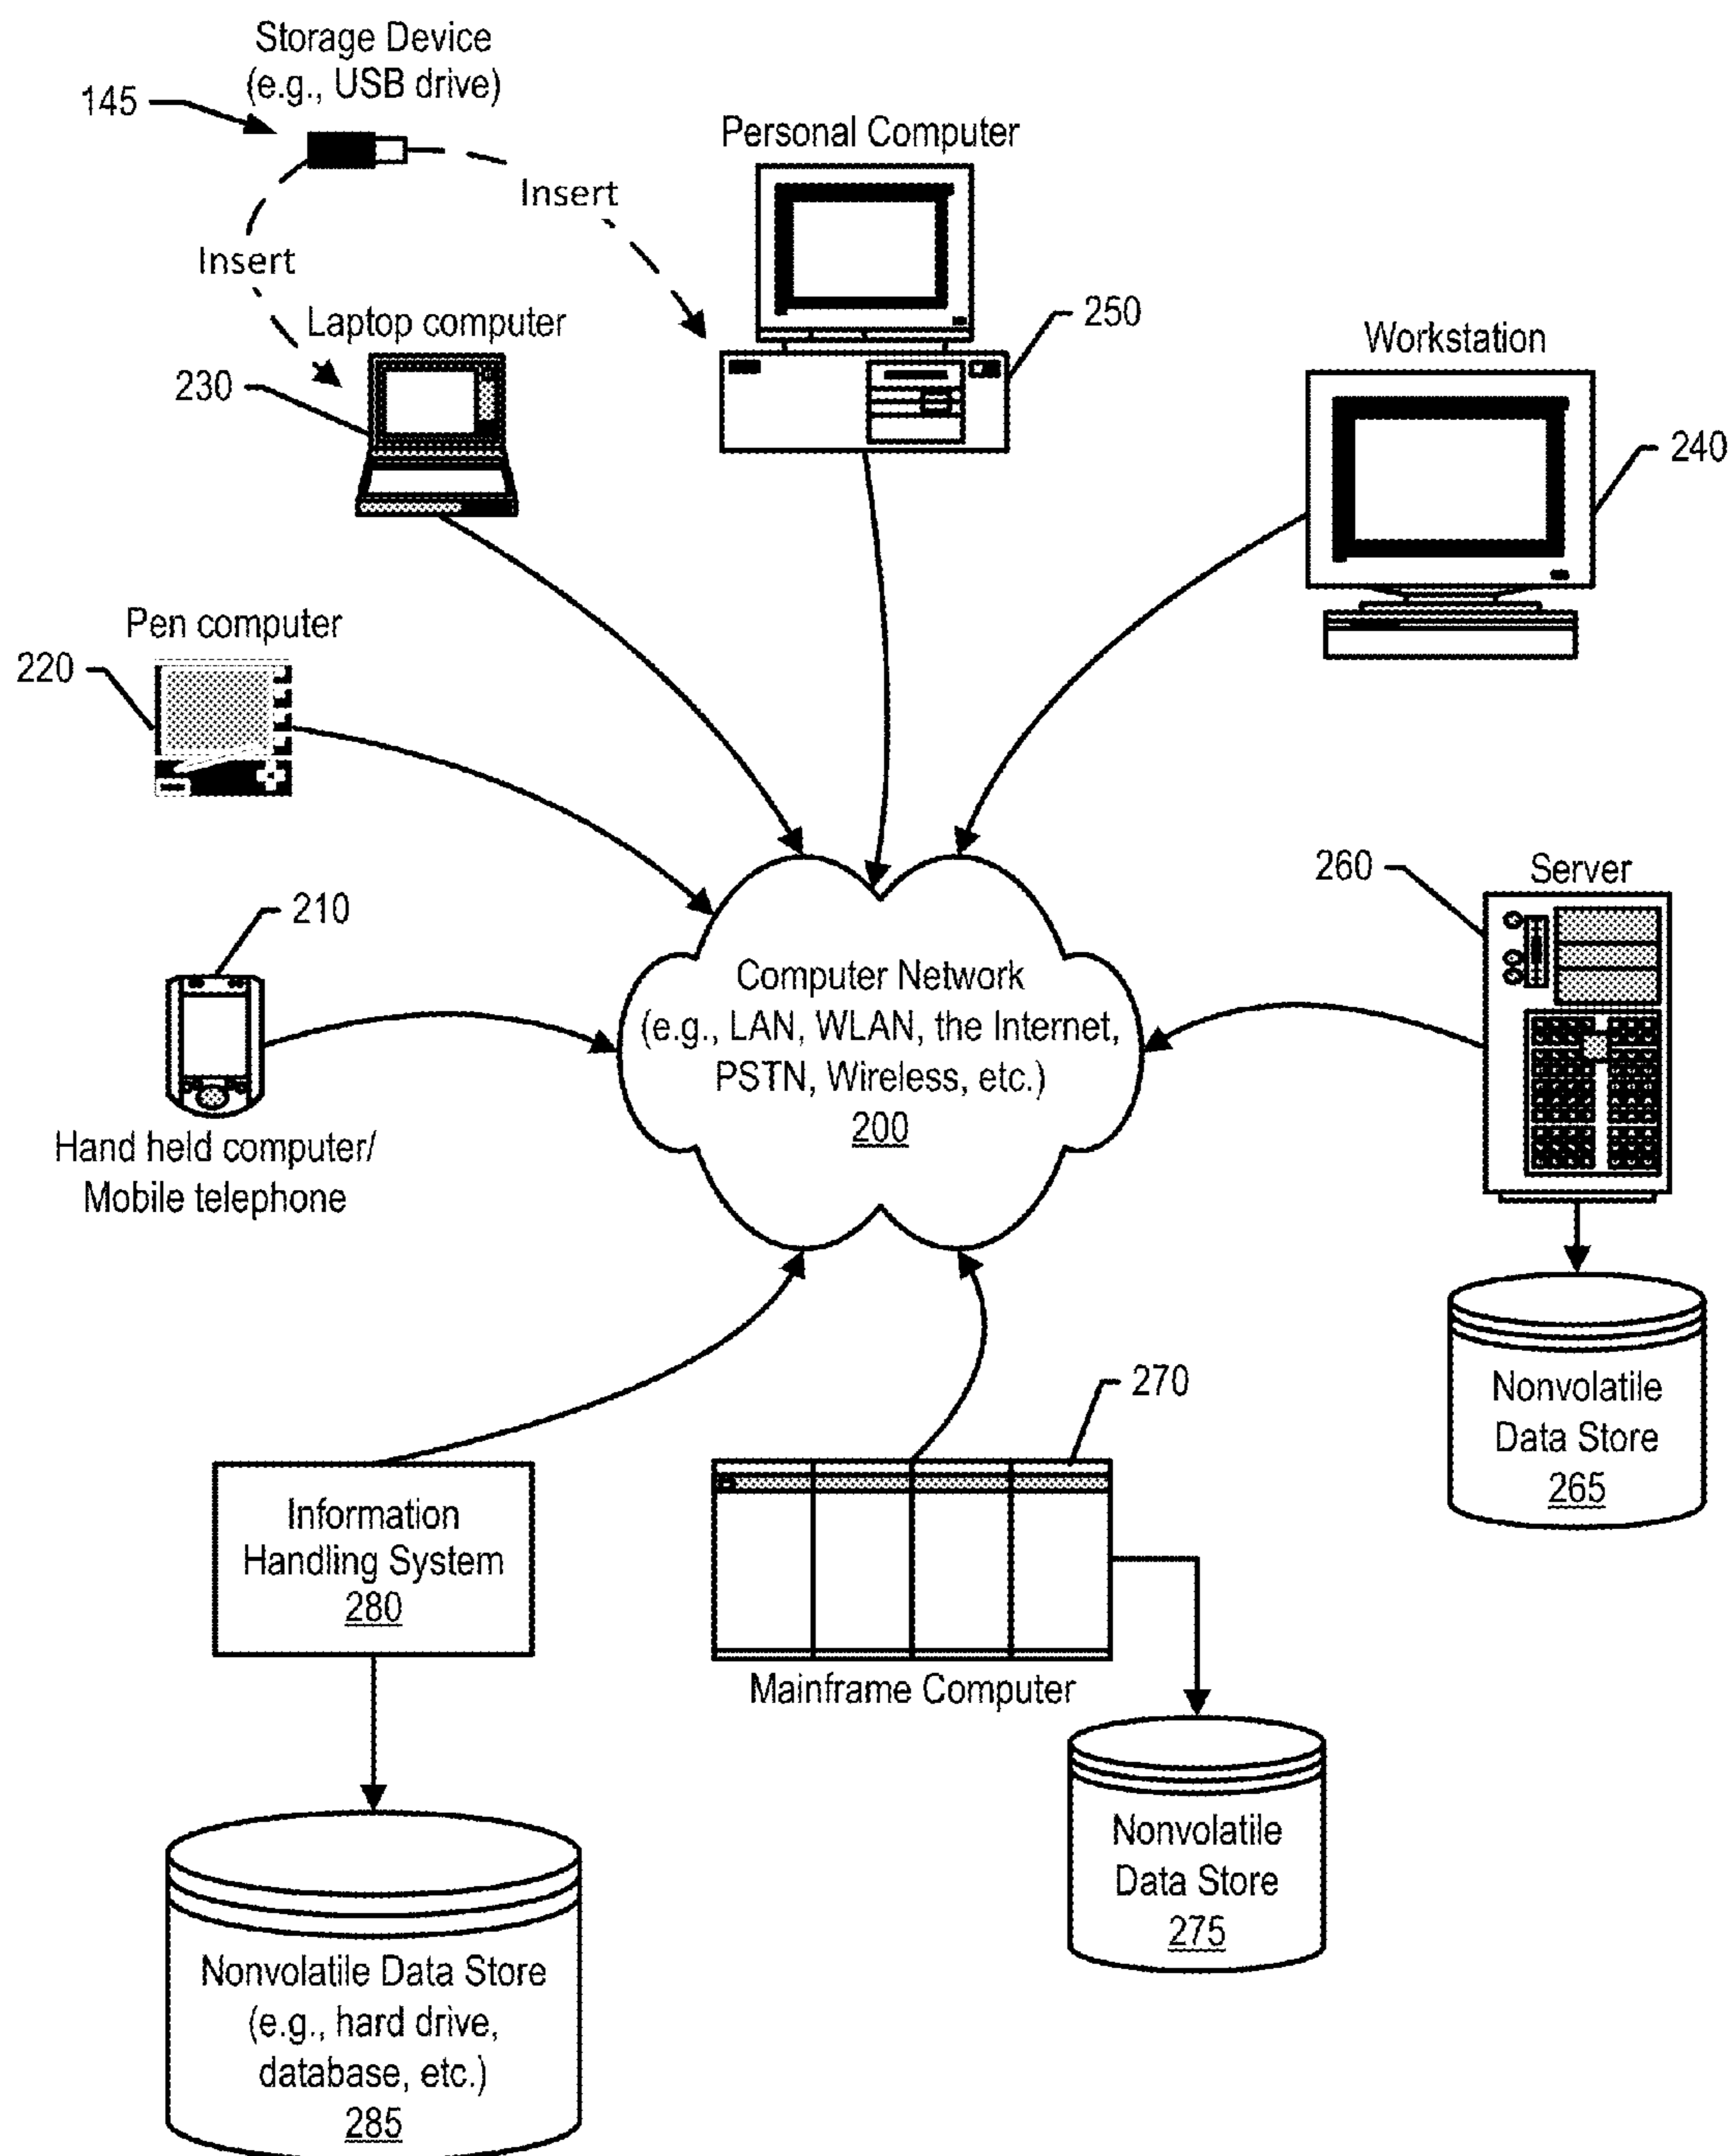 Storage Device
(e.g., USB drive)
145
Personal Computer
Insert
Insert
Laptop computer
250
Workstation
230
240
Pen computer
220
260
Server
210
Computer Network
(e.g., LAN, WLAN, the Internet,
PSTN, Wireless, etc.)
200
Hand held computer/
Mobile telephone
270
Nonvolatile
Data Store
265
Information
Handling System
280
Mainframe Computer
Nonvolatile
Data Store
275
Nonvolatile Data Store
(e.g., hard drive,
database, etc.)
285